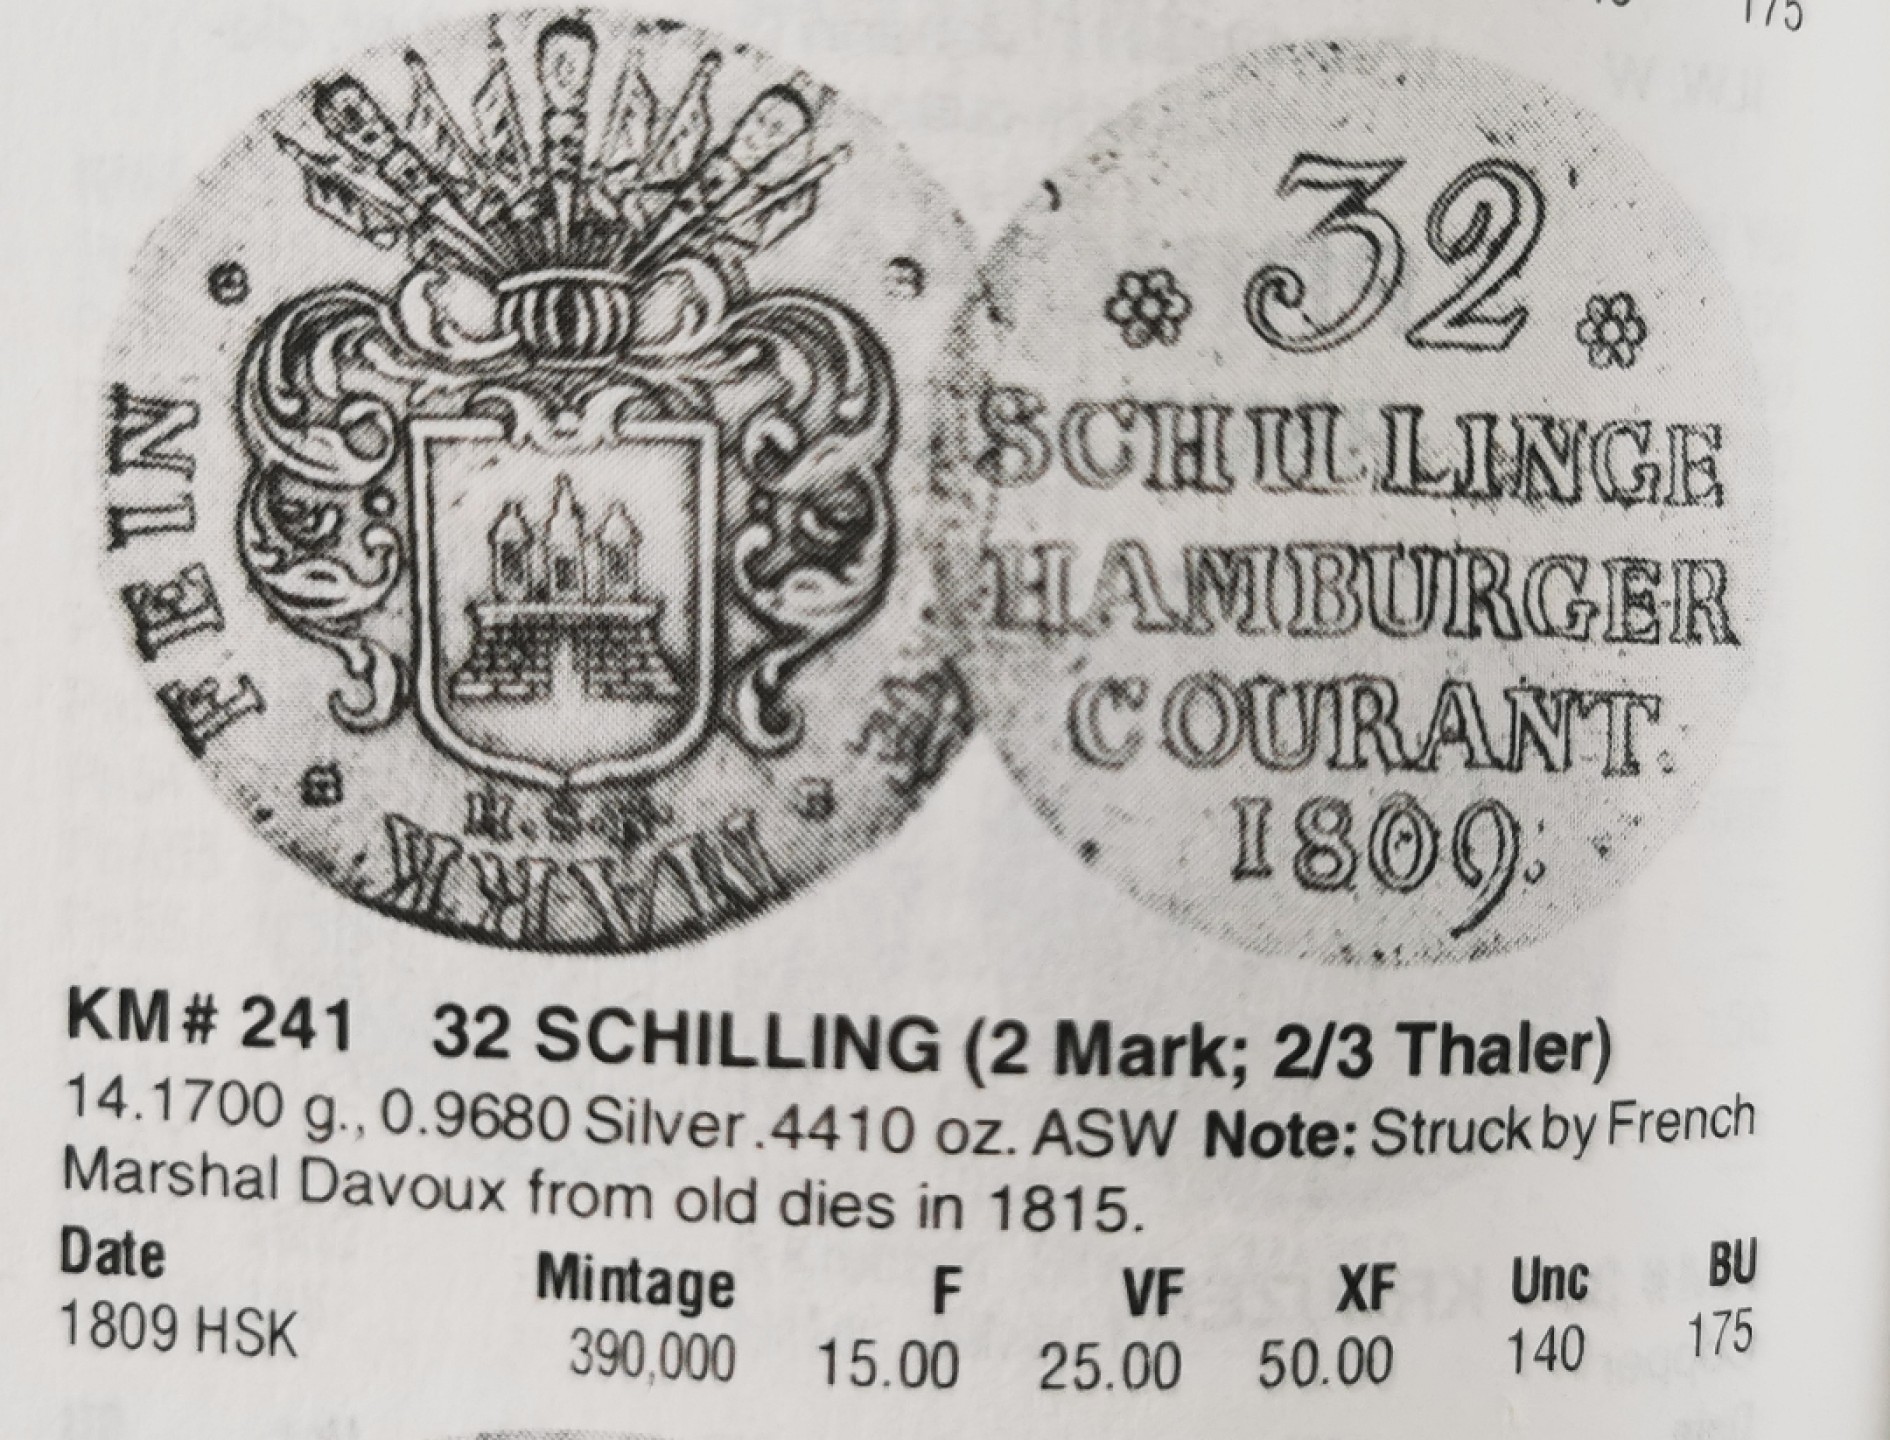 175
FEIN
H.S.K.
MARK
32
SCHILLINGE
HAMBURGER
COURANT.
1809.
KM# 241 32 SCHILLING (2 Mark; 2/3 Thaler)
14.1700 g., 0.9680 Silver .4410 oz. ASW Note: Struck by French
Marshal Davoux from old dies in 1815.
Date Mintage F VF XF Unc BU
1809 HSK 390,000 15.00 25.00 50.00 140 175